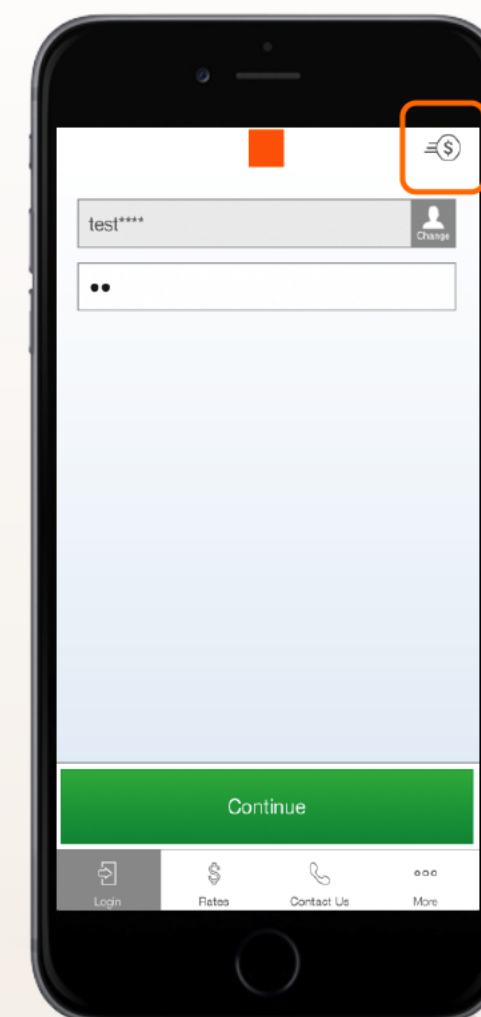 $
test****
Change
••
Continue
$
Login Rates Contact Us More